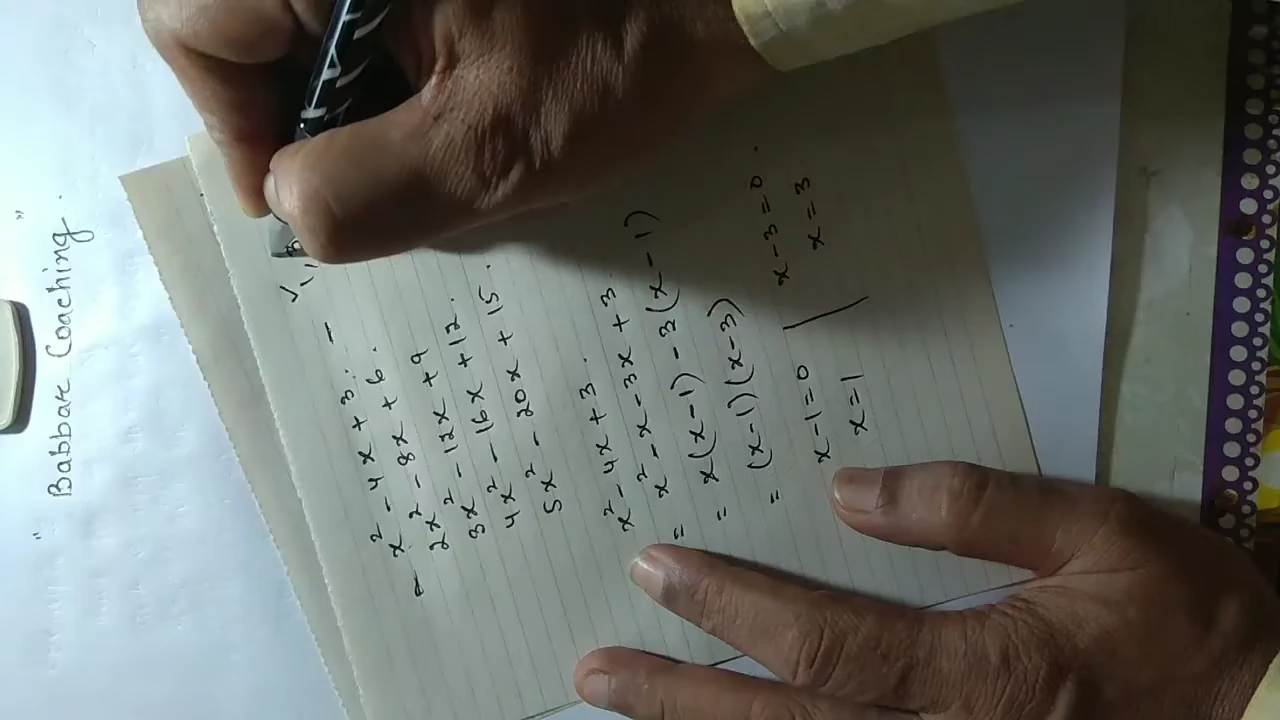 " Babbar Coaching. "
- x² - 4x + 3. -
2x² - 8x + 6.
3x² - 12x + 9
4x² - 16x + 12.
5x² - 20x + 15.
x² - 4x + 3.
= x² - x - 3x + 3
= x(x-1) - 3(x-1)
= (x-1)(x-3)
x-1=0 | x-3=0.
x=1 | x=3